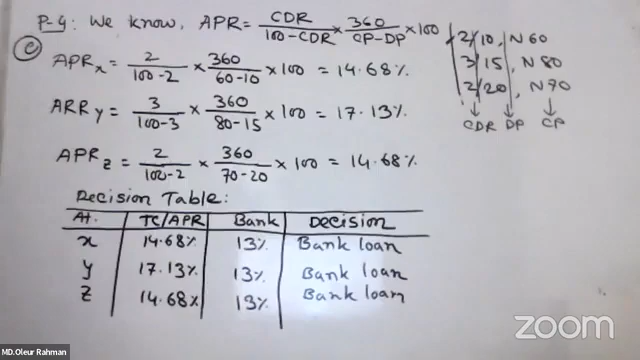 P-9: We know, APR = CDR/100-CDR × 360/CP-DP × 100
2/10, N 60
3/15, N 80
2/20, N 70
CDR DP CP
(e)
APRx = 2/100-2 × 360/60-10 × 100 = 14.68%
ARRy = 3/100-3 × 360/80-15 × 100 = 17.13%
APRz = 2/100-2 × 360/70-20 × 100 = 14.68%
Decision Table:
At. TC/APR Bank Decision
x 14.68% 13% Bank loan
y 17.13% 13% Bank loan
z 14.68% 13% Bank loan
zoom
MD.Oleur Rahman